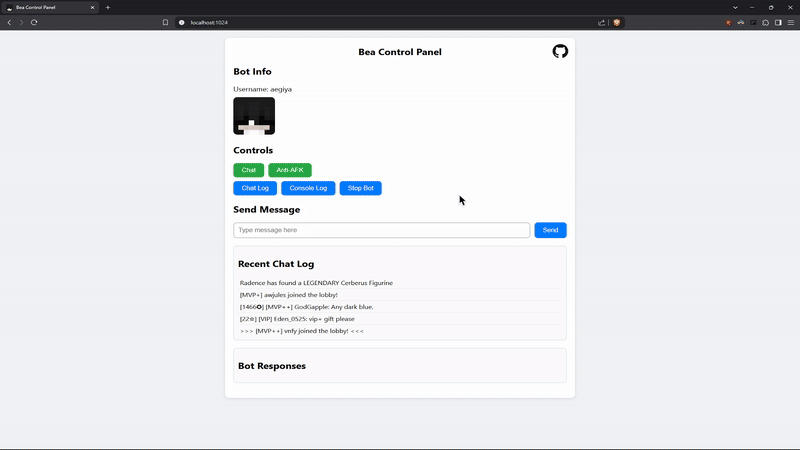 Bea Control Panel
localhost:1024
Bea Control Panel
Bot Info
Username: aegiya
Controls
Chat Anti-AFK
Chat Log Console Log Stop Bot
Send Message
Type message here Send
Recent Chat Log
Radence has found a LEGENDARY Cerberus Figurine
[MVP+] awjules joined the lobby!
[1466✪] [MVP++] GodGapple: Any dark blue.
[22☆] [VIP] Eden_0525: vip+ gift please
>>> [MVP++] vnfy joined the lobby! <<<
Bot Responses